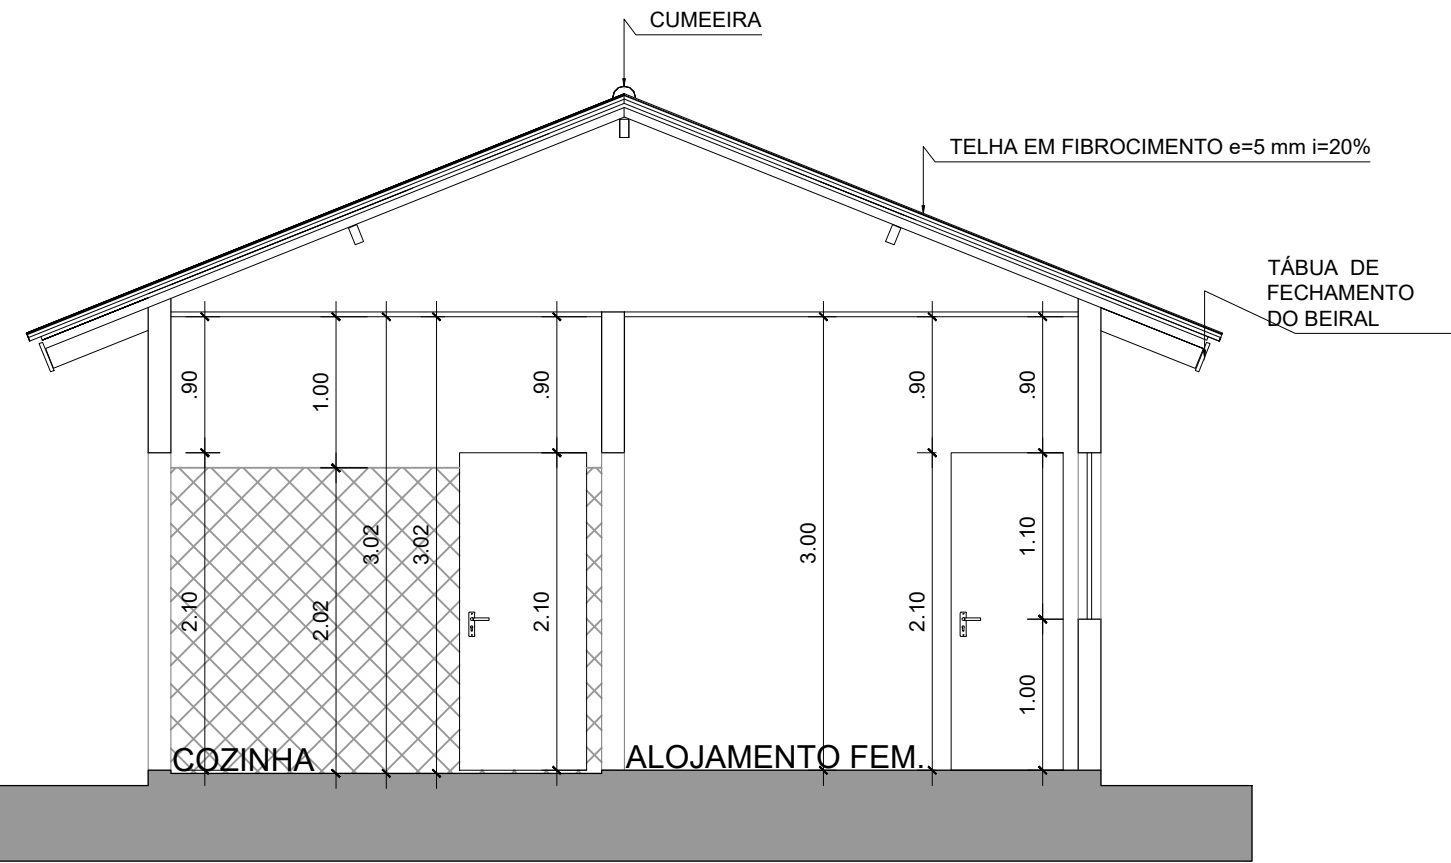 CUMEEIRA
TELHA EM FIBROCIMENTO e=5 mm i=20%
TÁBUA DE
FECHAMENTO
DO BEIRAL
.90
1.00
.90
.90
.90
3.02
3.02
3.00
1.10
2.10
2.02
2.10
2.10
1.00
COZINHA
ALOJAMENTO FEM.